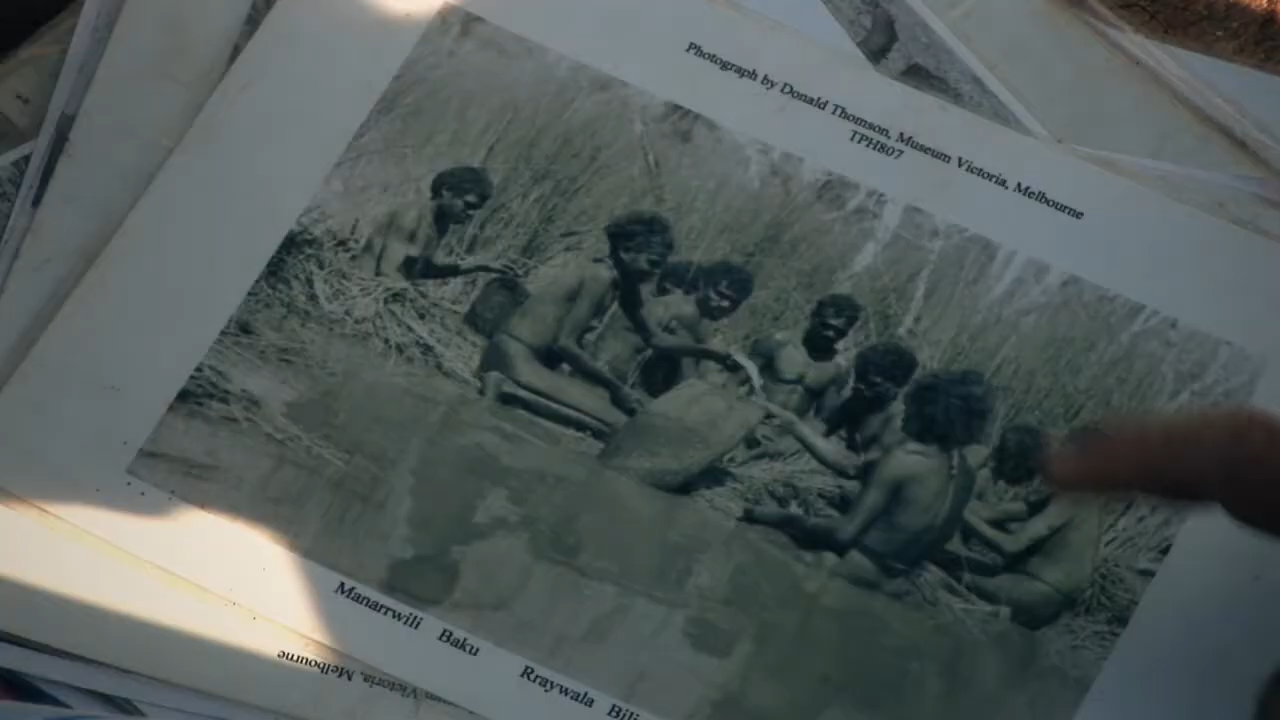 Photograph by Donald Thomson, Museum Victoria, Melbourne
TPH807
Manarrwili Baku Rraywala
Victoria, Melbourne